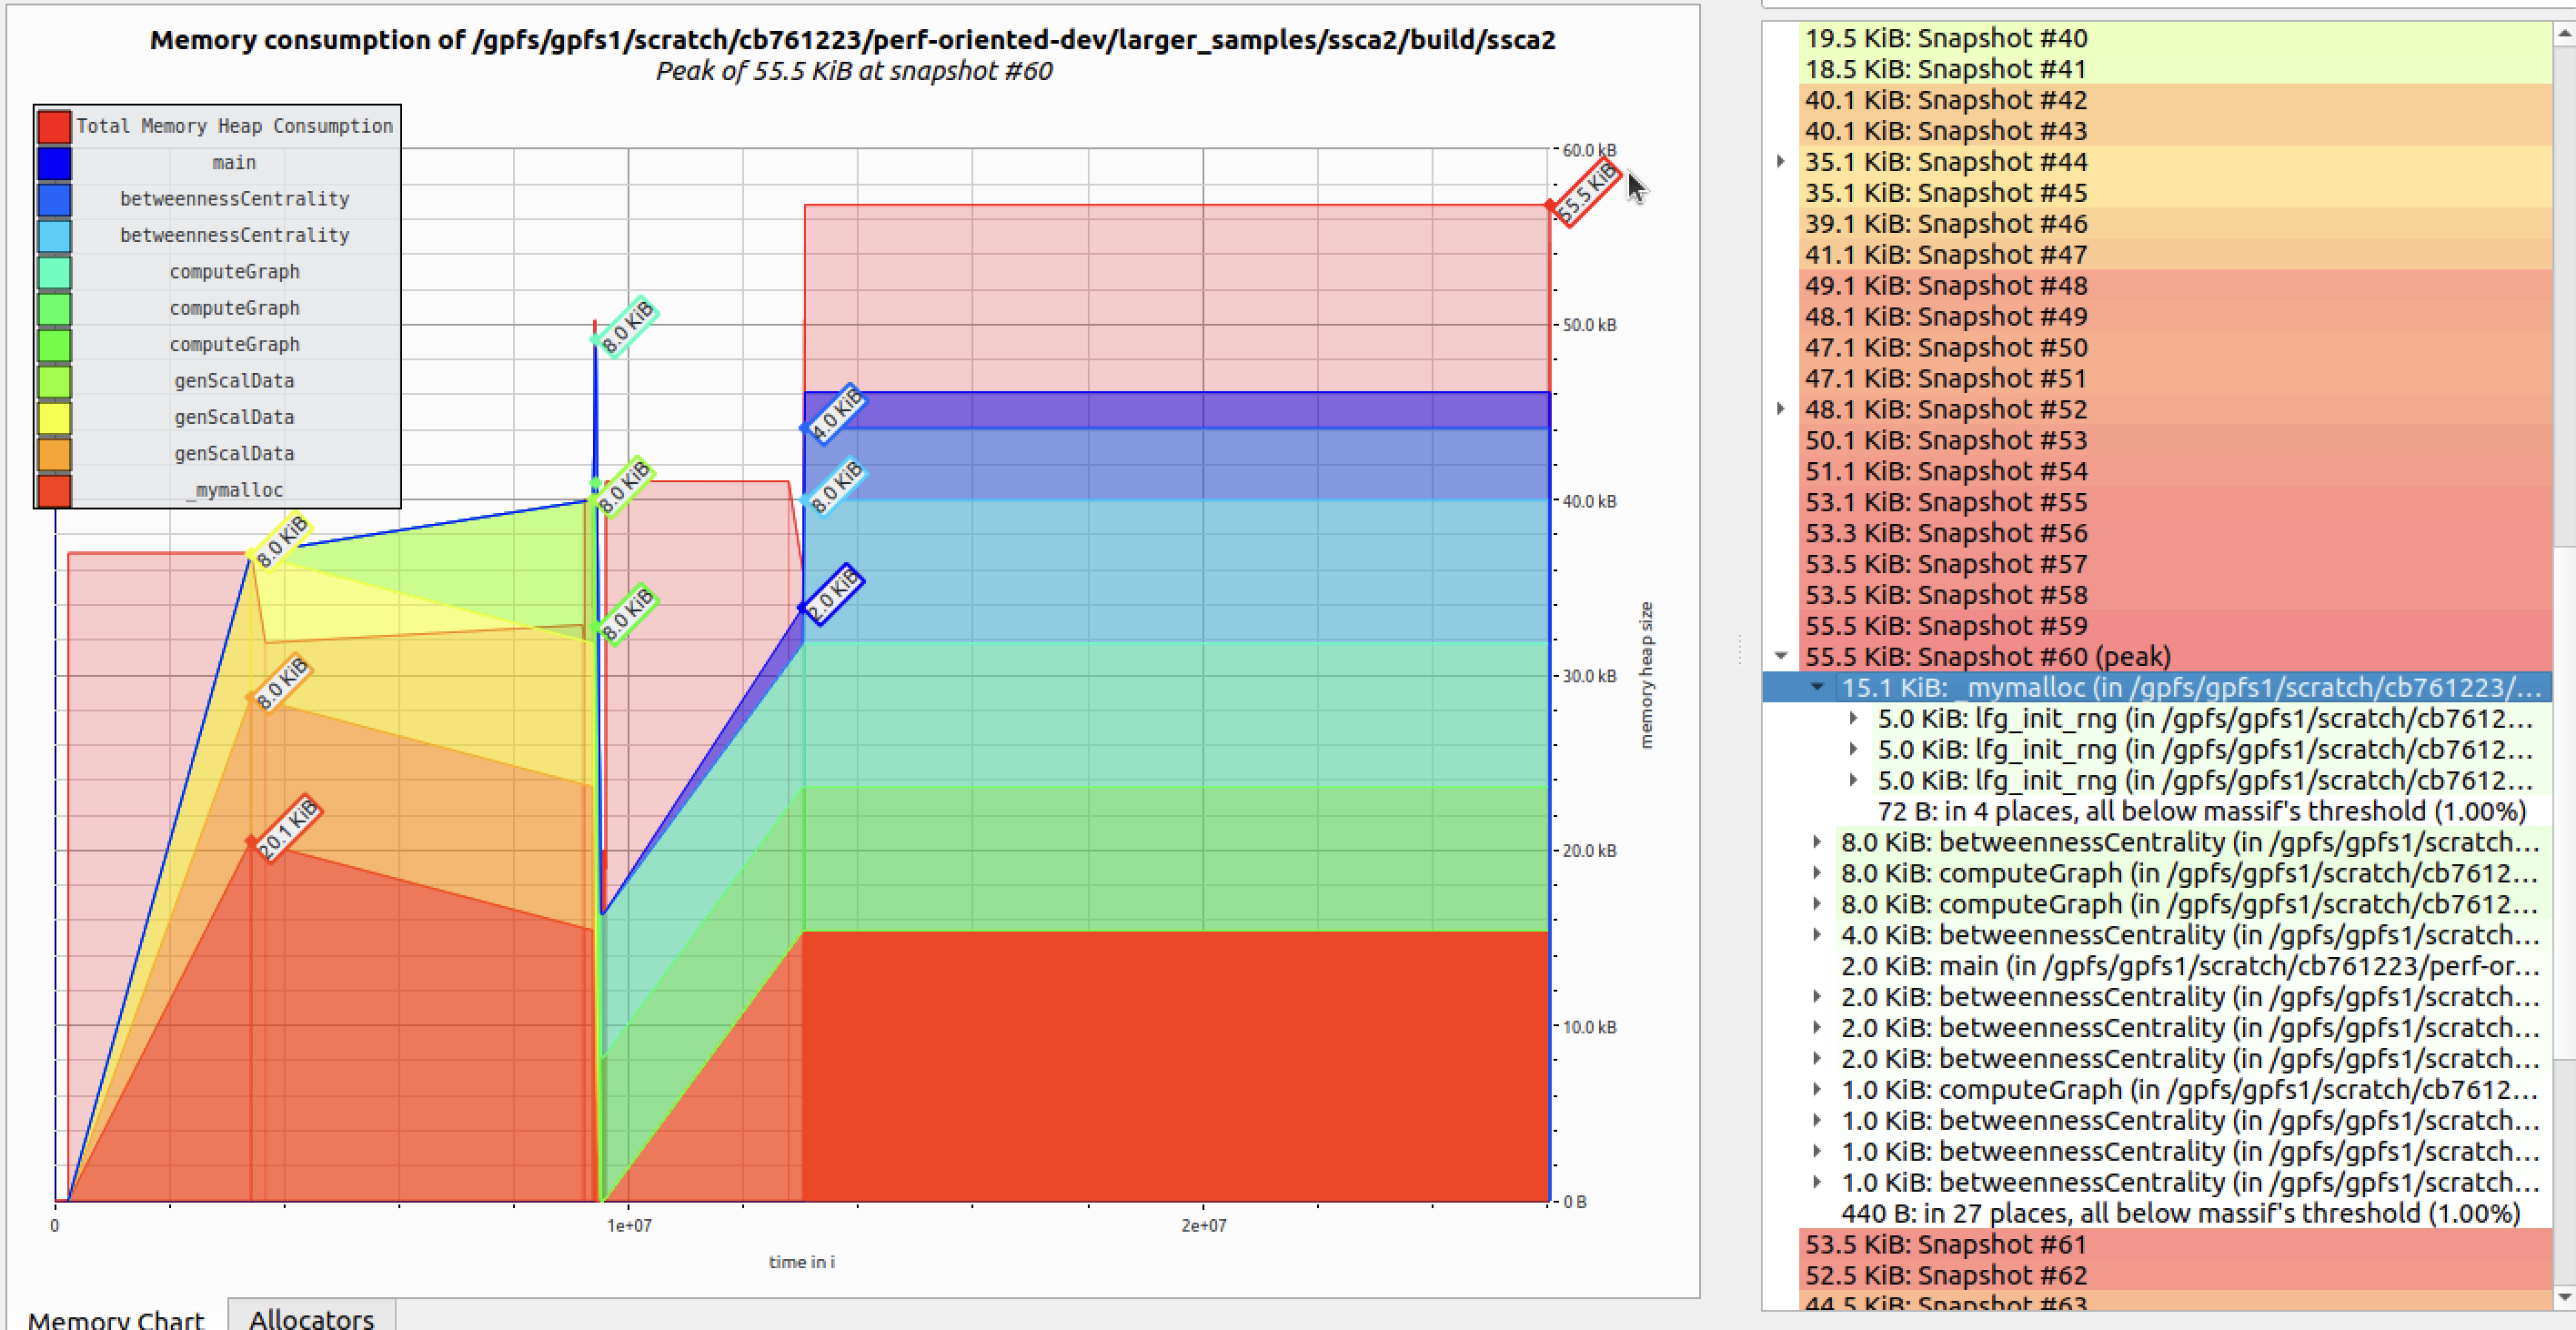 Memory consumption of /gpfs/gpfs1/scratch/cb761223/perf-oriented-dev/larger_samples/ssca2/build/ssca2
Peak of 55.5 KiB at snapshot #60
Total Memory Heap Consumption
main
betweennessCentrality
betweennessCentrality
computeGraph
computeGraph
computeGraph
genScalData
genScalData
genScalData
_mymalloc
60.0 kB
50.0 kB
40.0 kB
30.0 kB
20.0 kB
10.0 kB
0 B
memory heap size
55.5 KiB
8.0 KiB
4.0 KiB
8.0 KiB
8.0 KiB
8.0 KiB
2.0 KiB
8.0 KiB
8.0 KiB
20.1 KiB
0
1e+07
2e+07
time in i
Memory Chart
Allocators
19.5 KiB: Snapshot #40
18.5 KiB: Snapshot #41
40.1 KiB: Snapshot #42
40.1 KiB: Snapshot #43
35.1 KiB: Snapshot #44
35.1 KiB: Snapshot #45
39.1 KiB: Snapshot #46
41.1 KiB: Snapshot #47
49.1 KiB: Snapshot #48
48.1 KiB: Snapshot #49
47.1 KiB: Snapshot #50
47.1 KiB: Snapshot #51
48.1 KiB: Snapshot #52
50.1 KiB: Snapshot #53
51.1 KiB: Snapshot #54
53.1 KiB: Snapshot #55
53.3 KiB: Snapshot #56
53.5 KiB: Snapshot #57
53.5 KiB: Snapshot #58
55.5 KiB: Snapshot #59
55.5 KiB: Snapshot #60 (peak)
15.1 KiB: _mymalloc (in /gpfs/gpfs1/scratch/cb761223/...
5.0 KiB: lfg_init_rng (in /gpfs/gpfs1/scratch/cb7612...
5.0 KiB: lfg_init_rng (in /gpfs/gpfs1/scratch/cb7612...
5.0 KiB: lfg_init_rng (in /gpfs/gpfs1/scratch/cb7612...
72 B: in 4 places, all below massif's threshold (1.00%)
8.0 KiB: betweennessCentrality (in /gpfs/gpfs1/scratch...
8.0 KiB: computeGraph (in /gpfs/gpfs1/scratch/cb7612...
8.0 KiB: computeGraph (in /gpfs/gpfs1/scratch/cb7612...
4.0 KiB: betweennessCentrality (in /gpfs/gpfs1/scratch...
2.0 KiB: main (in /gpfs/gpfs1/scratch/cb761223/perf-or...
2.0 KiB: betweennessCentrality (in /gpfs/gpfs1/scratch...
2.0 KiB: betweennessCentrality (in /gpfs/gpfs1/scratch...
2.0 KiB: betweennessCentrality (in /gpfs/gpfs1/scratch...
1.0 KiB: computeGraph (in /gpfs/gpfs1/scratch/cb7612...
1.0 KiB: betweennessCentrality (in /gpfs/gpfs1/scratch...
1.0 KiB: betweennessCentrality (in /gpfs/gpfs1/scratch...
1.0 KiB: betweennessCentrality (in /gpfs/gpfs1/scratch...
440 B: in 27 places, all below massif's threshold (1.00%)
53.5 KiB: Snapshot #61
52.5 KiB: Snapshot #62
44.5 KiB: Snapshot #63